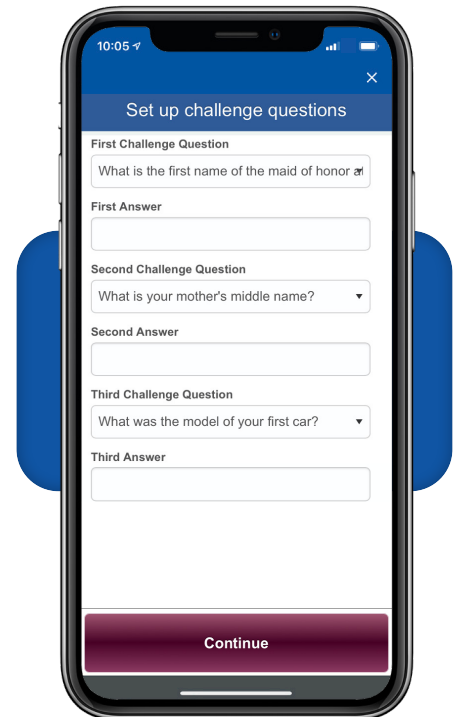 10:05
×
Set up challenge questions
First Challenge Question
What is the first name of the maid of honor
First Answer
Second Challenge Question
What is your mother's middle name?
Second Answer
Third Challenge Question
What was the model of your first car?
Third Answer
Continue